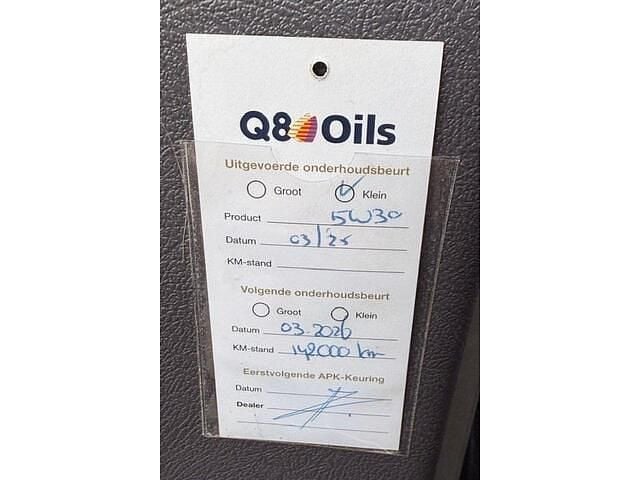 Q8 Oils
Uitgevoerde onderhoudsbeurt
Groot Klein
Product 5W30
Datum 03/25
KM-stand
Volgende onderhoudsbeurt
Groot Klein
Datum 03.2026
KM-stand 142000 km
Eerstvolgende APK-Keuring
Datum
Dealer